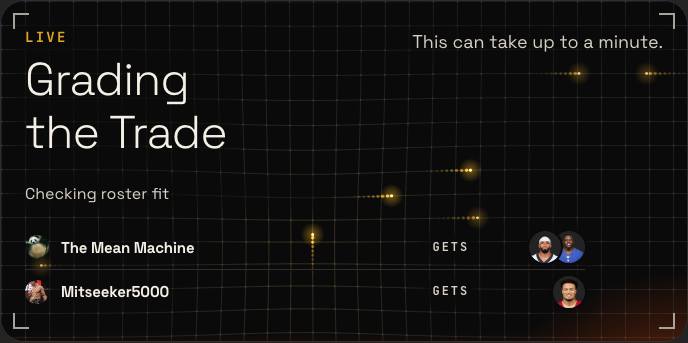 LIVE
This can take up to a minute.
Grading
the Trade
Checking roster fit
The Mean Machine GETS
Mitseeker5000 GETS